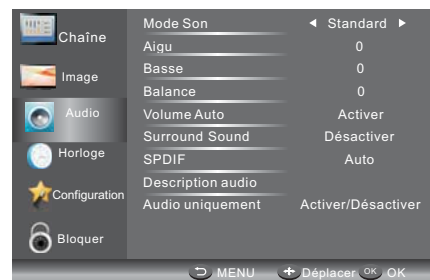 Chaîne
Image
Audio
Horloge
Configuration
Bloquer
Mode Son Standard
Aigu 0
Basse 0
Balance 0
Volume Auto Activer
Surround Sound Désactiver
SPDIF Auto
Description audio
Audio uniquement Activer/Désactiver
MENU Déplacer OK OK